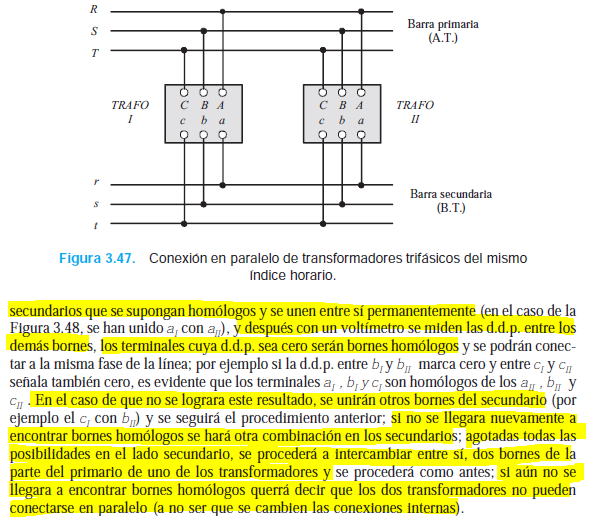 R
S
T
Barra primaria
(A.T.)
TRAFO
I
C B A
c b a
C B A
c b a
TRAFO
II
r
s
t
Barra secundaria
(B.T.)
Figura 3.47. Conexión en paralelo de transformadores trifásicos del mismo
índice horario.
secundarios que se supongan homólogos y se unen entre sí permanentemente (en el caso de la
Figura 3.48, se han unido aI con aII), y después con un voltímetro se miden las d.d.p. entre los
demás bornes, los terminales cuya d.d.p. sea cero serán bornes homólogos y se podrán conec-
tar a la misma fase de la línea; por ejemplo si la d.d.p. entre bI y bII marca cero y entre cI y cII
señala también cero, es evidente que los terminales aI , bI y cI son homólogos de los aII , bII y
cII . En el caso de que no se lograra este resultado, se unirán otros bornes del secundario (por
ejemplo el cI con bII) y se seguirá el procedimiento anterior; si no se llegara nuevamente a
encontrar bornes homólogos se hará otra combinación en los secundarios; agotadas todas las
posibilidades en el lado secundario, se procederá a intercambiar entre sí, dos bornes de la
parte del primario de uno de los transformadores y se procederá como antes; si aún no se
llegara a encontrar bornes homólogos querrá decir que los dos transformadores no pueden
conectarse en paralelo (a no ser que se cambien las conexiones internas).